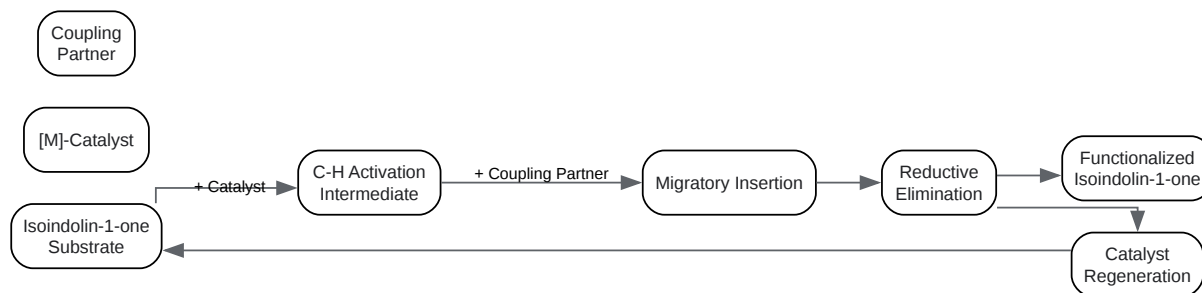 Coupling
Partner
[M]-Catalyst
Isoindolin-1-one
Substrate
+ Catalyst
C-H Activation
Intermediate
+ Coupling Partner
Migratory Insertion
Reductive
Elimination
Functionalized
Isoindolin-1-one
Catalyst
Regeneration